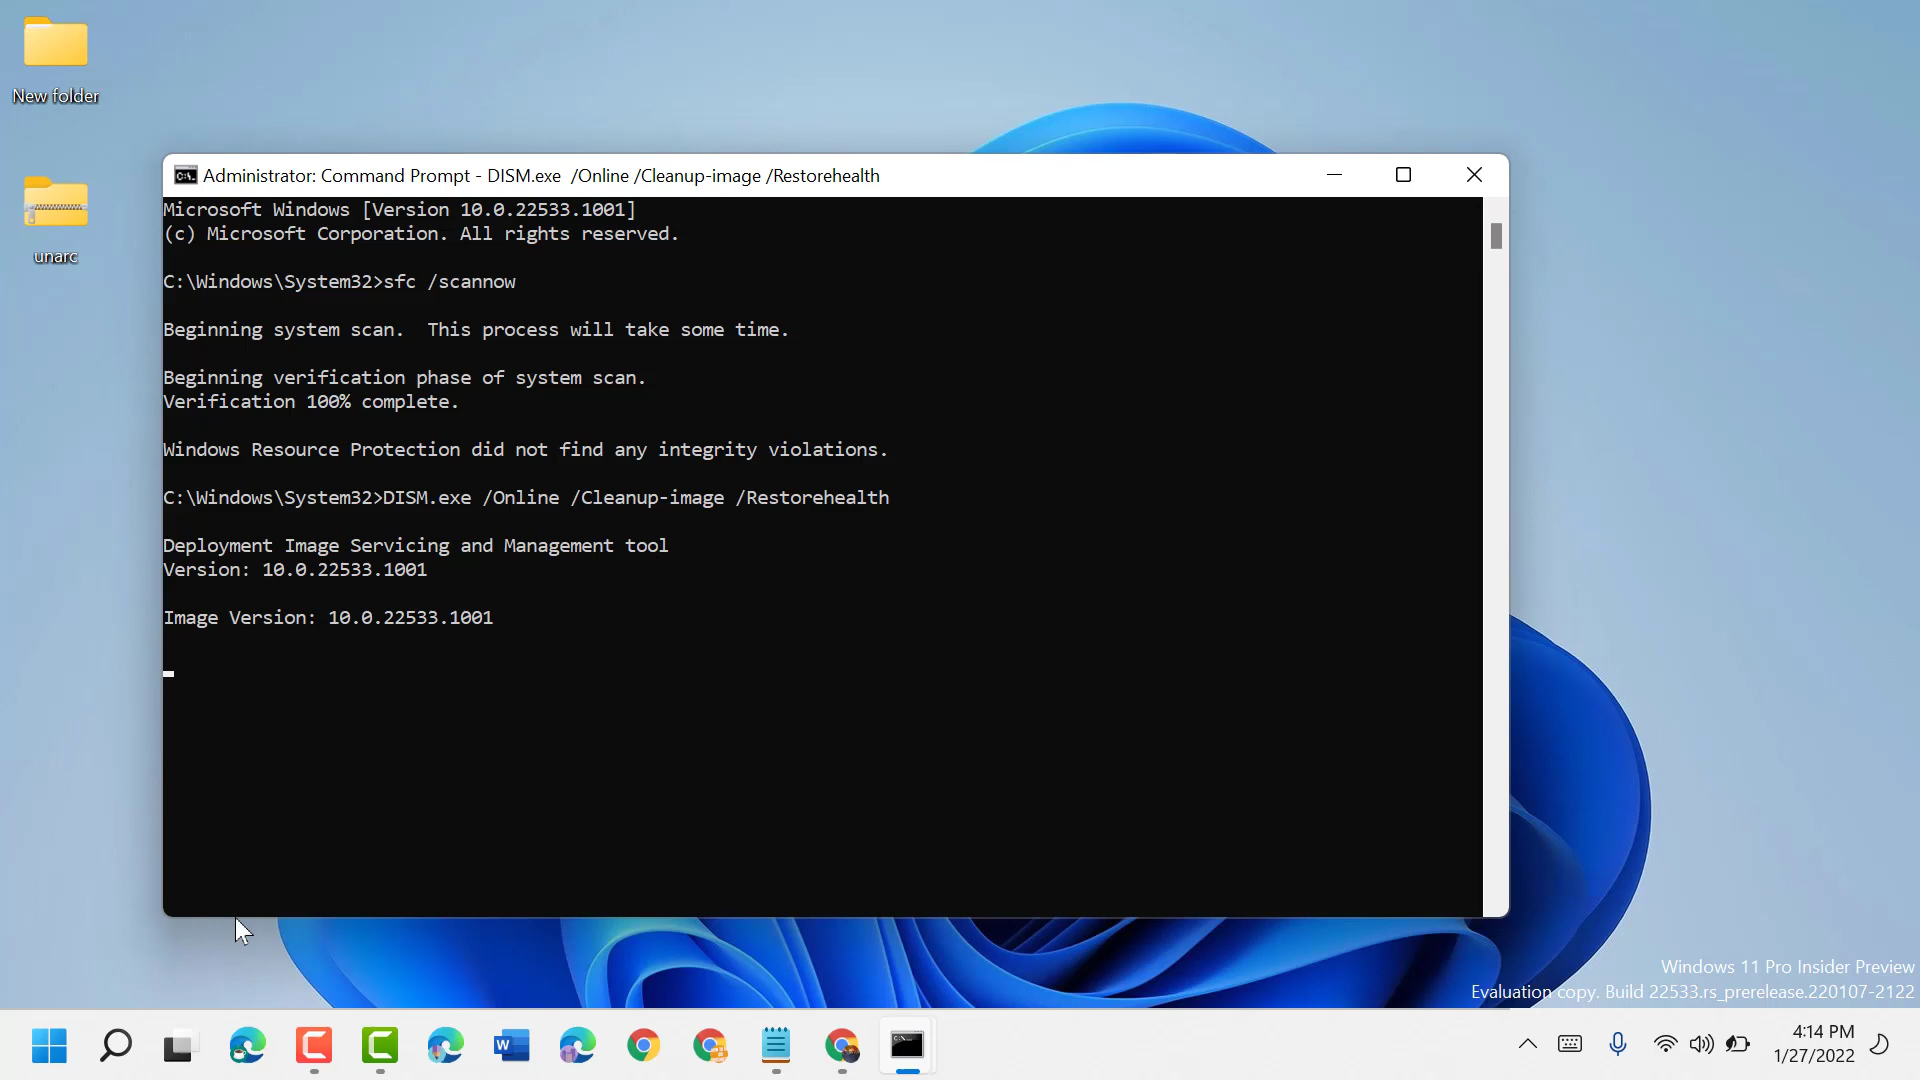 New folder
unarc
Administrator: Command Prompt - DISM.exe  /Online /Cleanup-image /Restorehealth
Microsoft Windows [Version 10.0.22533.1001]
(c) Microsoft Corporation. All rights reserved.
C:\Windows\System32>sfc /scannow
Beginning system scan.  This process will take some time.
Beginning verification phase of system scan.
Verification 100% complete.
Windows Resource Protection did not find any integrity violations.
C:\Windows\System32>DISM.exe /Online /Cleanup-image /Restorehealth
Deployment Image Servicing and Management tool
Version: 10.0.22533.1001
Image Version: 10.0.22533.1001
Windows 11 Pro Insider Preview
Evaluation copy. Build 22533.rs_prerelease.220107-2122
4:14 PM
1/27/2022